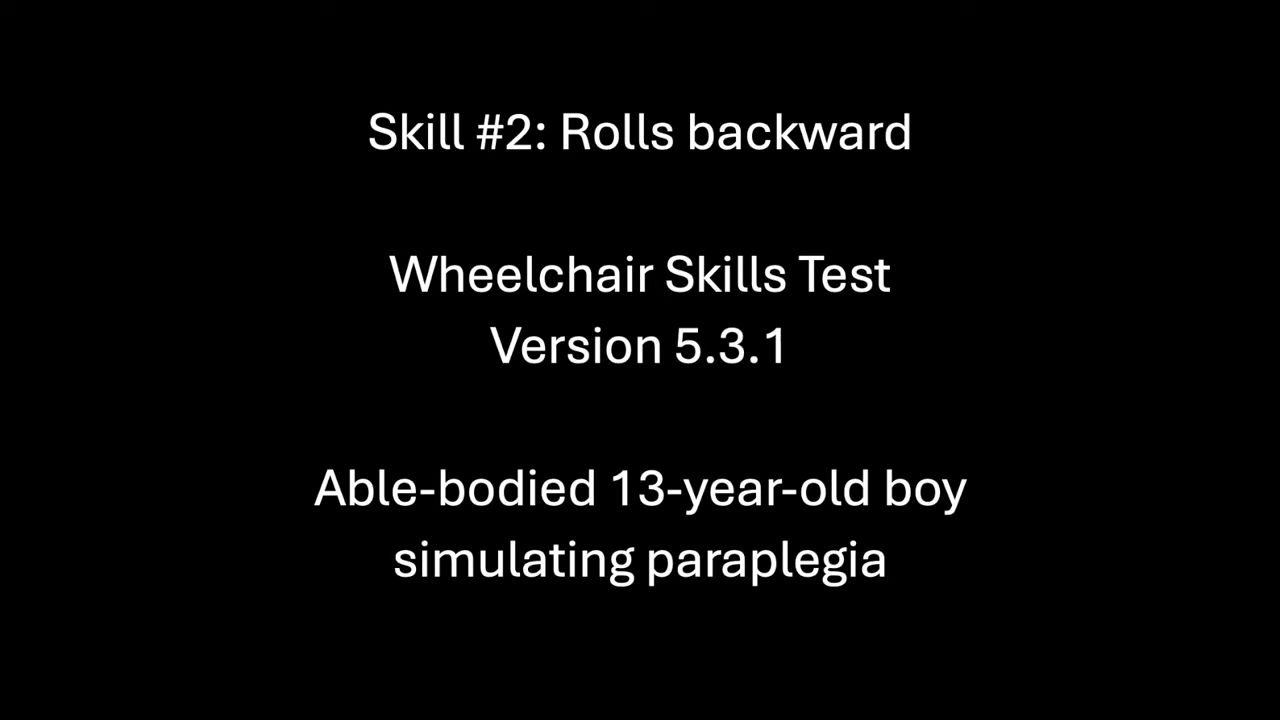 Skill #2: Rolls backward
Wheelchair Skills Test
Version 5.3.1
Able-bodied 13-year-old boy
simulating paraplegia